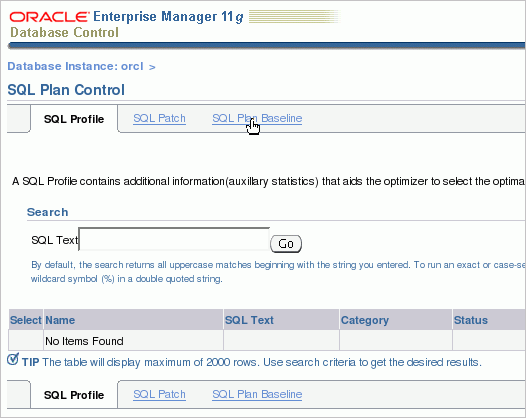 ORACLE Enterprise Manager 11g
Database Control
Database Instance: orcl >
SQL Plan Control
SQL Profile SQL Patch SQL Plan Baseline
A SQL Profile contains additional information(auxillary statistics) that aids the optimizer to select the optima
Search
SQL Text Go
By default, the search returns all uppercase matches beginning with the string you entered. To run an exact or case-se
wildcard symbol (%) in a double quoted string.
Select Name SQL Text Category Status
No Items Found
TIP The table will display maximum of 2000 rows. Use search criteria to get the desired results.
SQL Profile SQL Patch SQL Plan Baseline